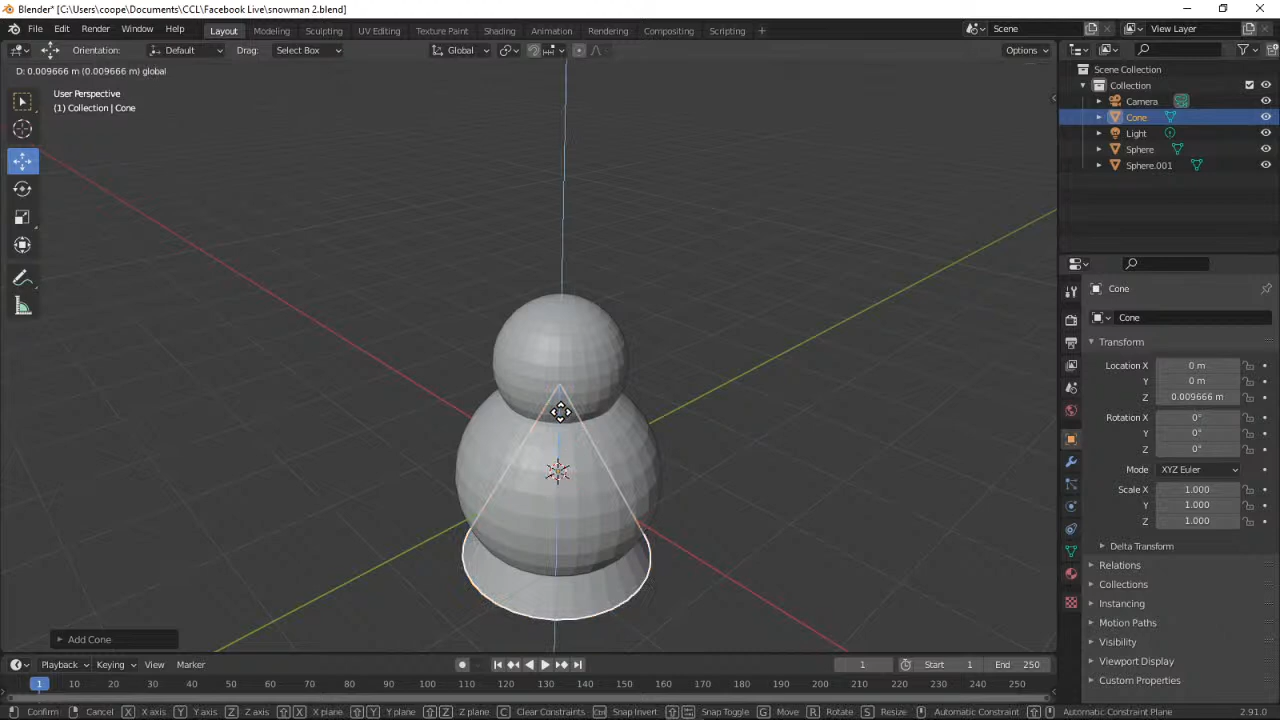 Blender* [C:\Users\coope\Documents\CCL\Facebook Live\snowman 2.blend]
File Edit Render Window Help Layout Modeling Sculpting UV Editing Texture Paint Shading Animation Rendering Compositing Scripting + Scene View Layer
Orientation: Default Drag: Select Box Global Options
D: 0.009666 m (0.009666 m) global
User Perspective
(1) Collection | Cone
Add Cone
Scene Collection
Collection
Camera
Cone
Light
Sphere
Sphere.001
Cone
Cone
Transform
Location X 0 m
Y 0 m
Z 0.009666 m
Rotation X 0°
Y 0°
Z 0°
Mode XYZ Euler
Scale X 1.000
Y 1.000
Z 1.000
Delta Transform
Relations
Collections
Instancing
Motion Paths
Visibility
Viewport Display
Custom Properties
Playback Keying View Marker 1 Start 1 End 250
1 10 20 30 40 50 60 70 80 90 100 110 120 130 140 150 160 170 180 190 200 210 220 230 240 250
Confirm Cancel X X axis Y Y axis Z Z axis X X plane Y Y plane Z Z plane C Clear Constraints Ctrl Snap Invert Snap Toggle G Move R Rotate S Resize Automatic Constraint Automatic Constraint Plane 2.91.0